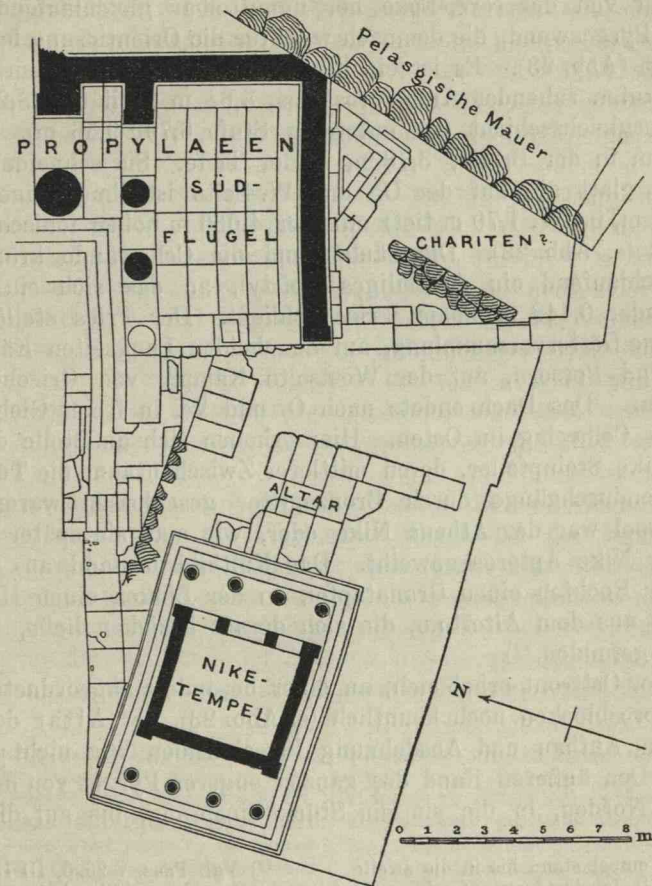 Pelasgische Mauer
PROPYLAEEN
SÜD-
FLÜGEL
CHARITEN?
ALTAR
NIKE-
TEMPEL
N
0 1 2 3 4 5 6 7 8 m